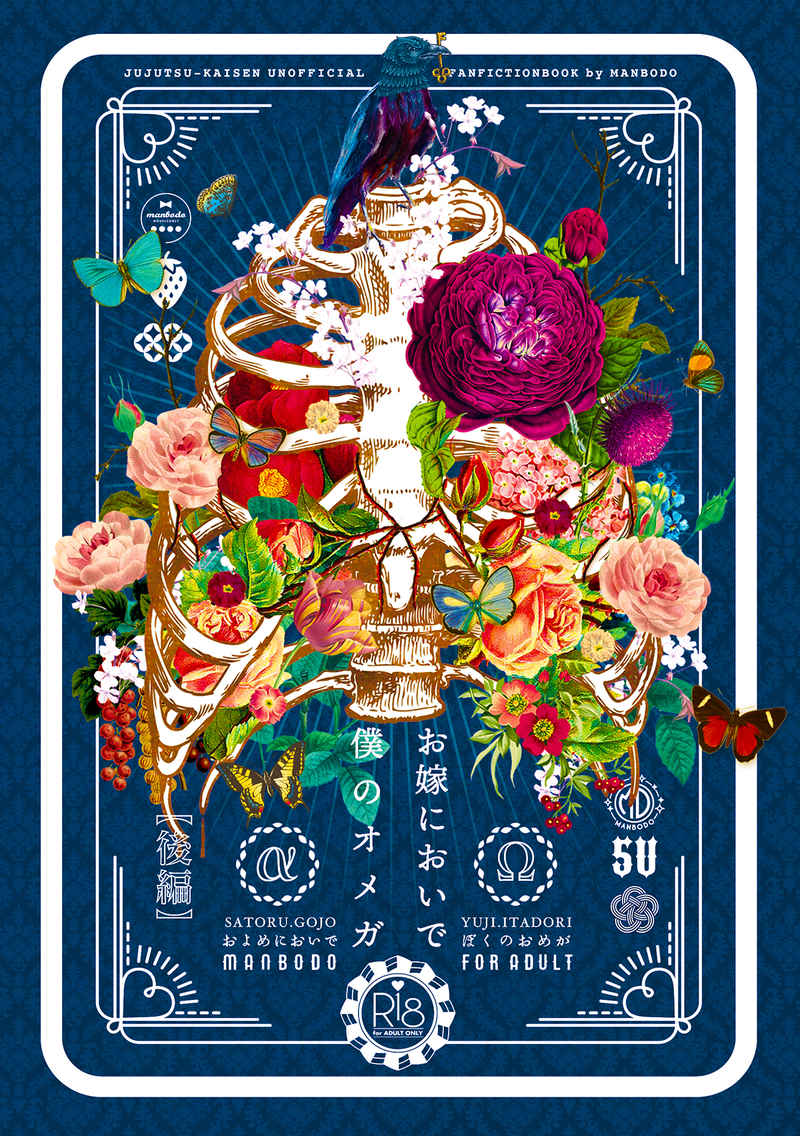 JUJUTSU-KAISEN UNOFFICIAL FANFICTIONBOOK by MANBODO
manbodo
お嫁においで
僕のオメガ
【後編】
MD
MANBODO
5U
α
SATORU.GOJO
およめにおいで
MANBODO
Ω
YUJI.ITADORI
ぼくのおめが
FOR ADULT
R18
for ADULT ONLY